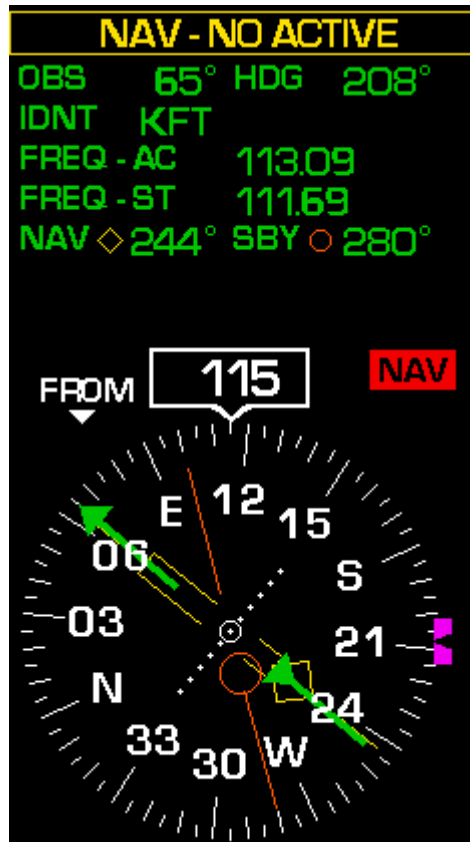 NAV - NO ACTIVE
OBS 65° HDG 208°
IDNT KFT
FREQ - AC 113.09
FREQ - ST 111.69
NAV 244° SBY 280°
FROM 115 NAV
E 12 15
06 S
03 21
N 24
33 30 W